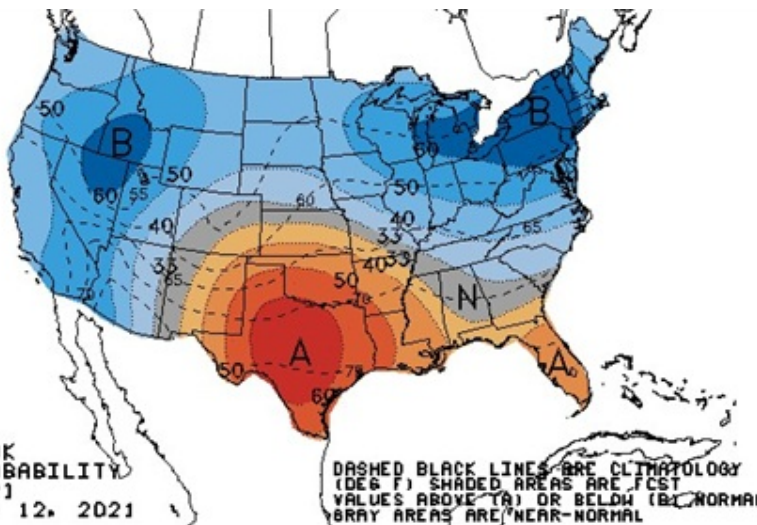 50
B
B
60
60
55
50
50
60
40
40
65
33
33
33
40
65
50
N
70
70
A
A
50
70
60
K
BABILITY
]
12, 2021
DASHED BLACK LINES ARE CLIMATOLOGY
(DEG F) SHADED AREAS ARE FCST
VALUES ABOVE (A) OR BELOW (B) NORMAL
GRAY AREAS ARE NEAR-NORMAL